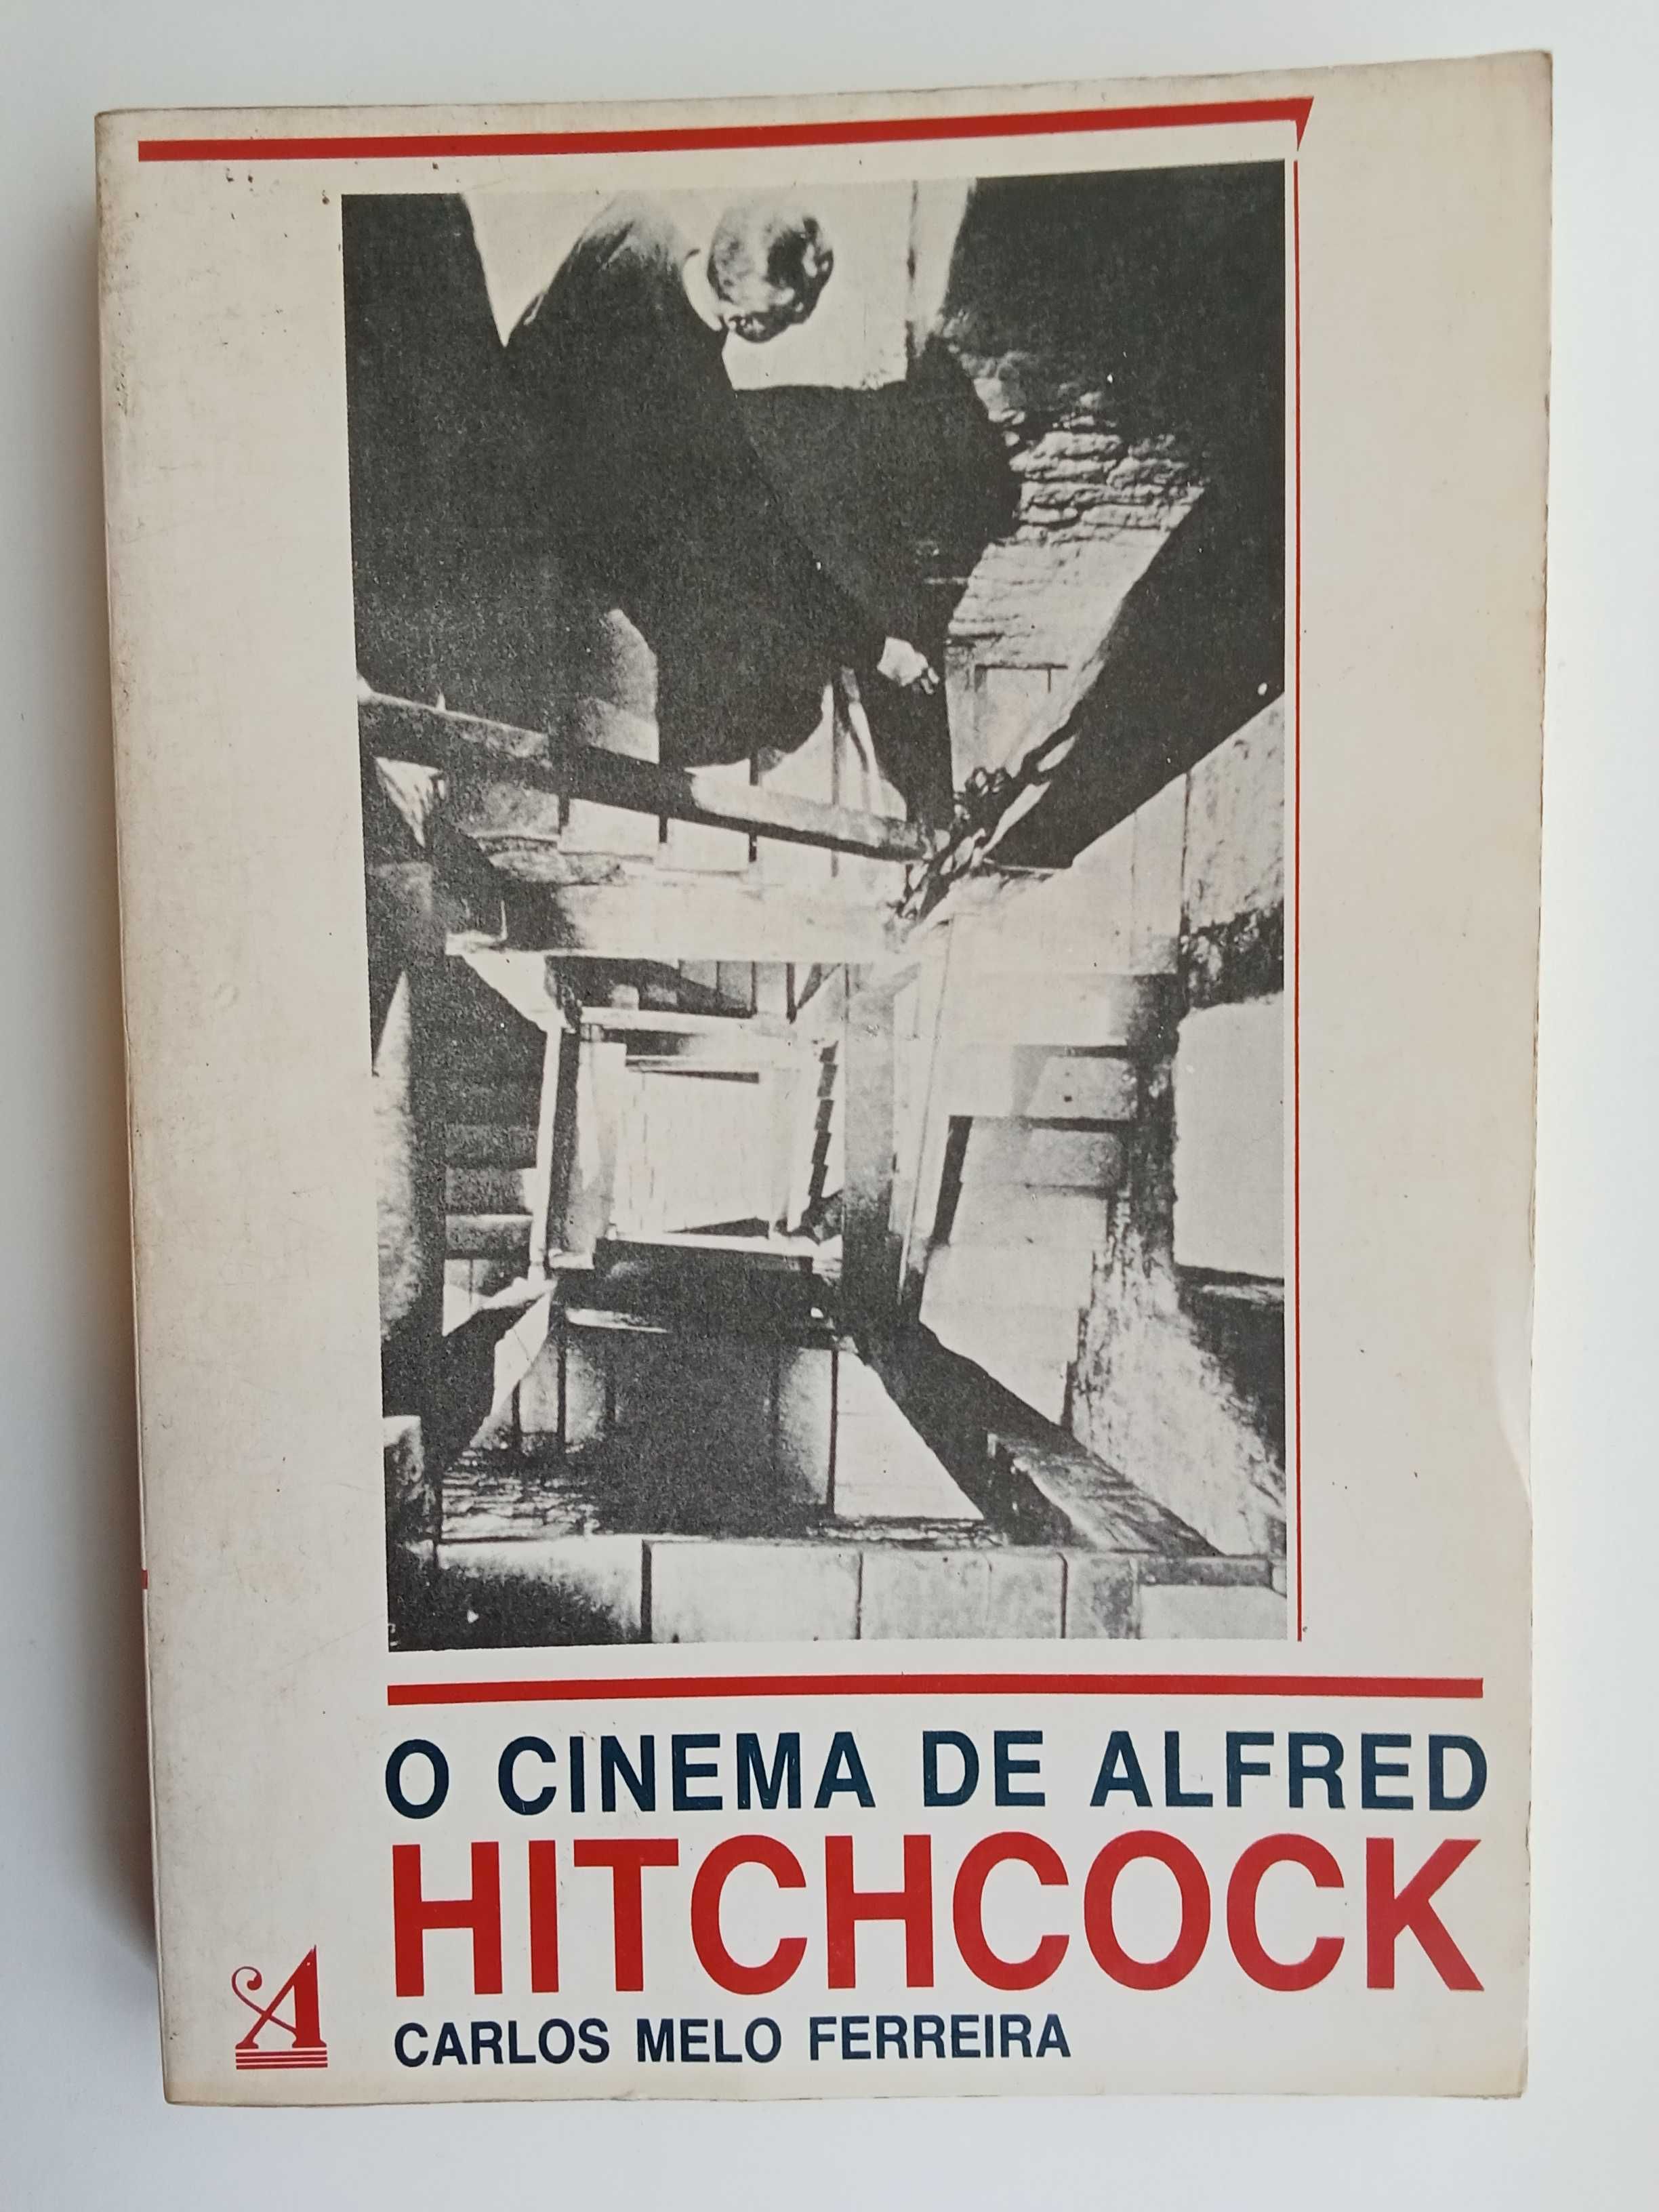 O CINEMA DE ALFRED
HITCHCOCK
CARLOS MELO FERREIRA
A